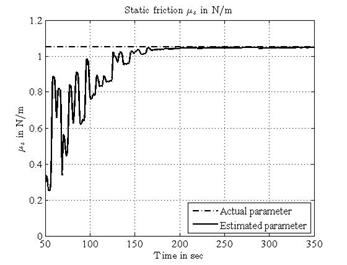 Static friction μs in N/m
1.2
1
0.8
0.6
0.4
0.2
0
μs in N/m
50
100
150
200
250
300
350
Time in sec
Actual parameter
Estimated parameter